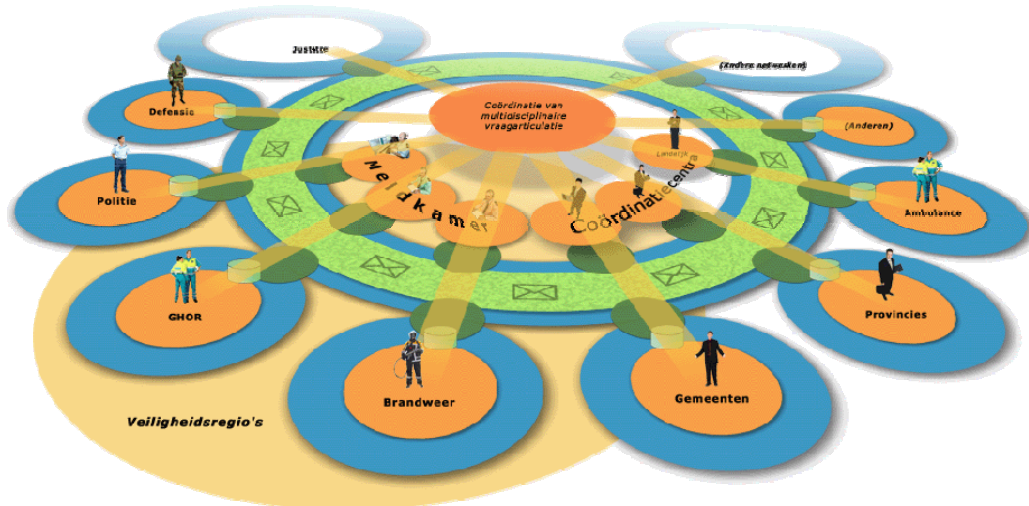 Justitie
(Andere netwerken)
Defensie
Coördinatie van
multidisciplinaire
vraagarticulatie
(Anderen)
Landelijk
Politie
Meldkamer
Coördinatiecentra
Ambulance
GHOR
Provincies
Brandweer
Gemeenten
Veiligheidsregio's